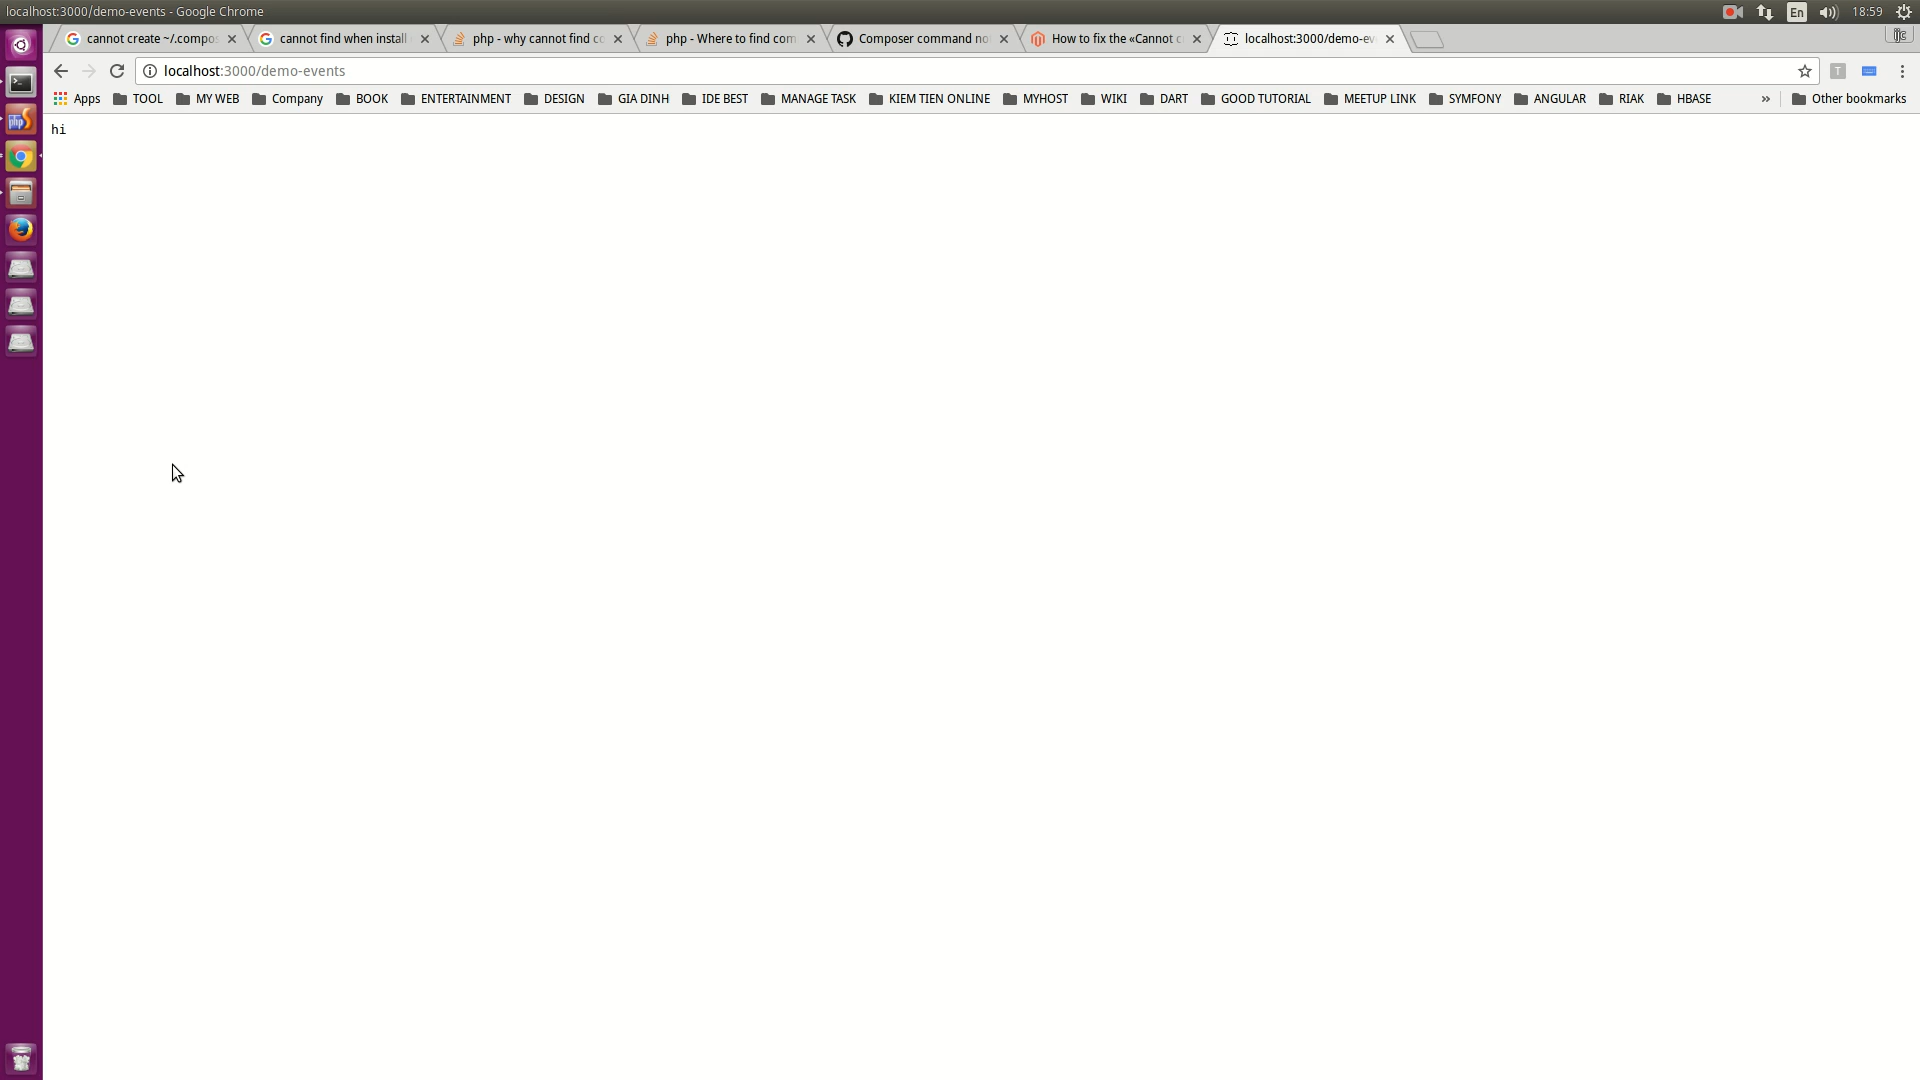 localhost:3000/demo-events - Google Chrome
En
18:59
cannot create ~/.compos
cannot find when install
php - why cannot find co
php - Where to find com
Composer command no
How to fix the «Cannot c
localhost:3000/demo-ev
localhost:3000/demo-events
T
Apps
TOOL
MY WEB
Company
BOOK
ENTERTAINMENT
DESIGN
GIA DINH
IDE BEST
MANAGE TASK
KIEM TIEN ONLINE
MYHOST
WIKI
DART
GOOD TUTORIAL
MEETUP LINK
SYMFONY
ANGULAR
RIAK
HBASE
»
Other bookmarks
hi
php